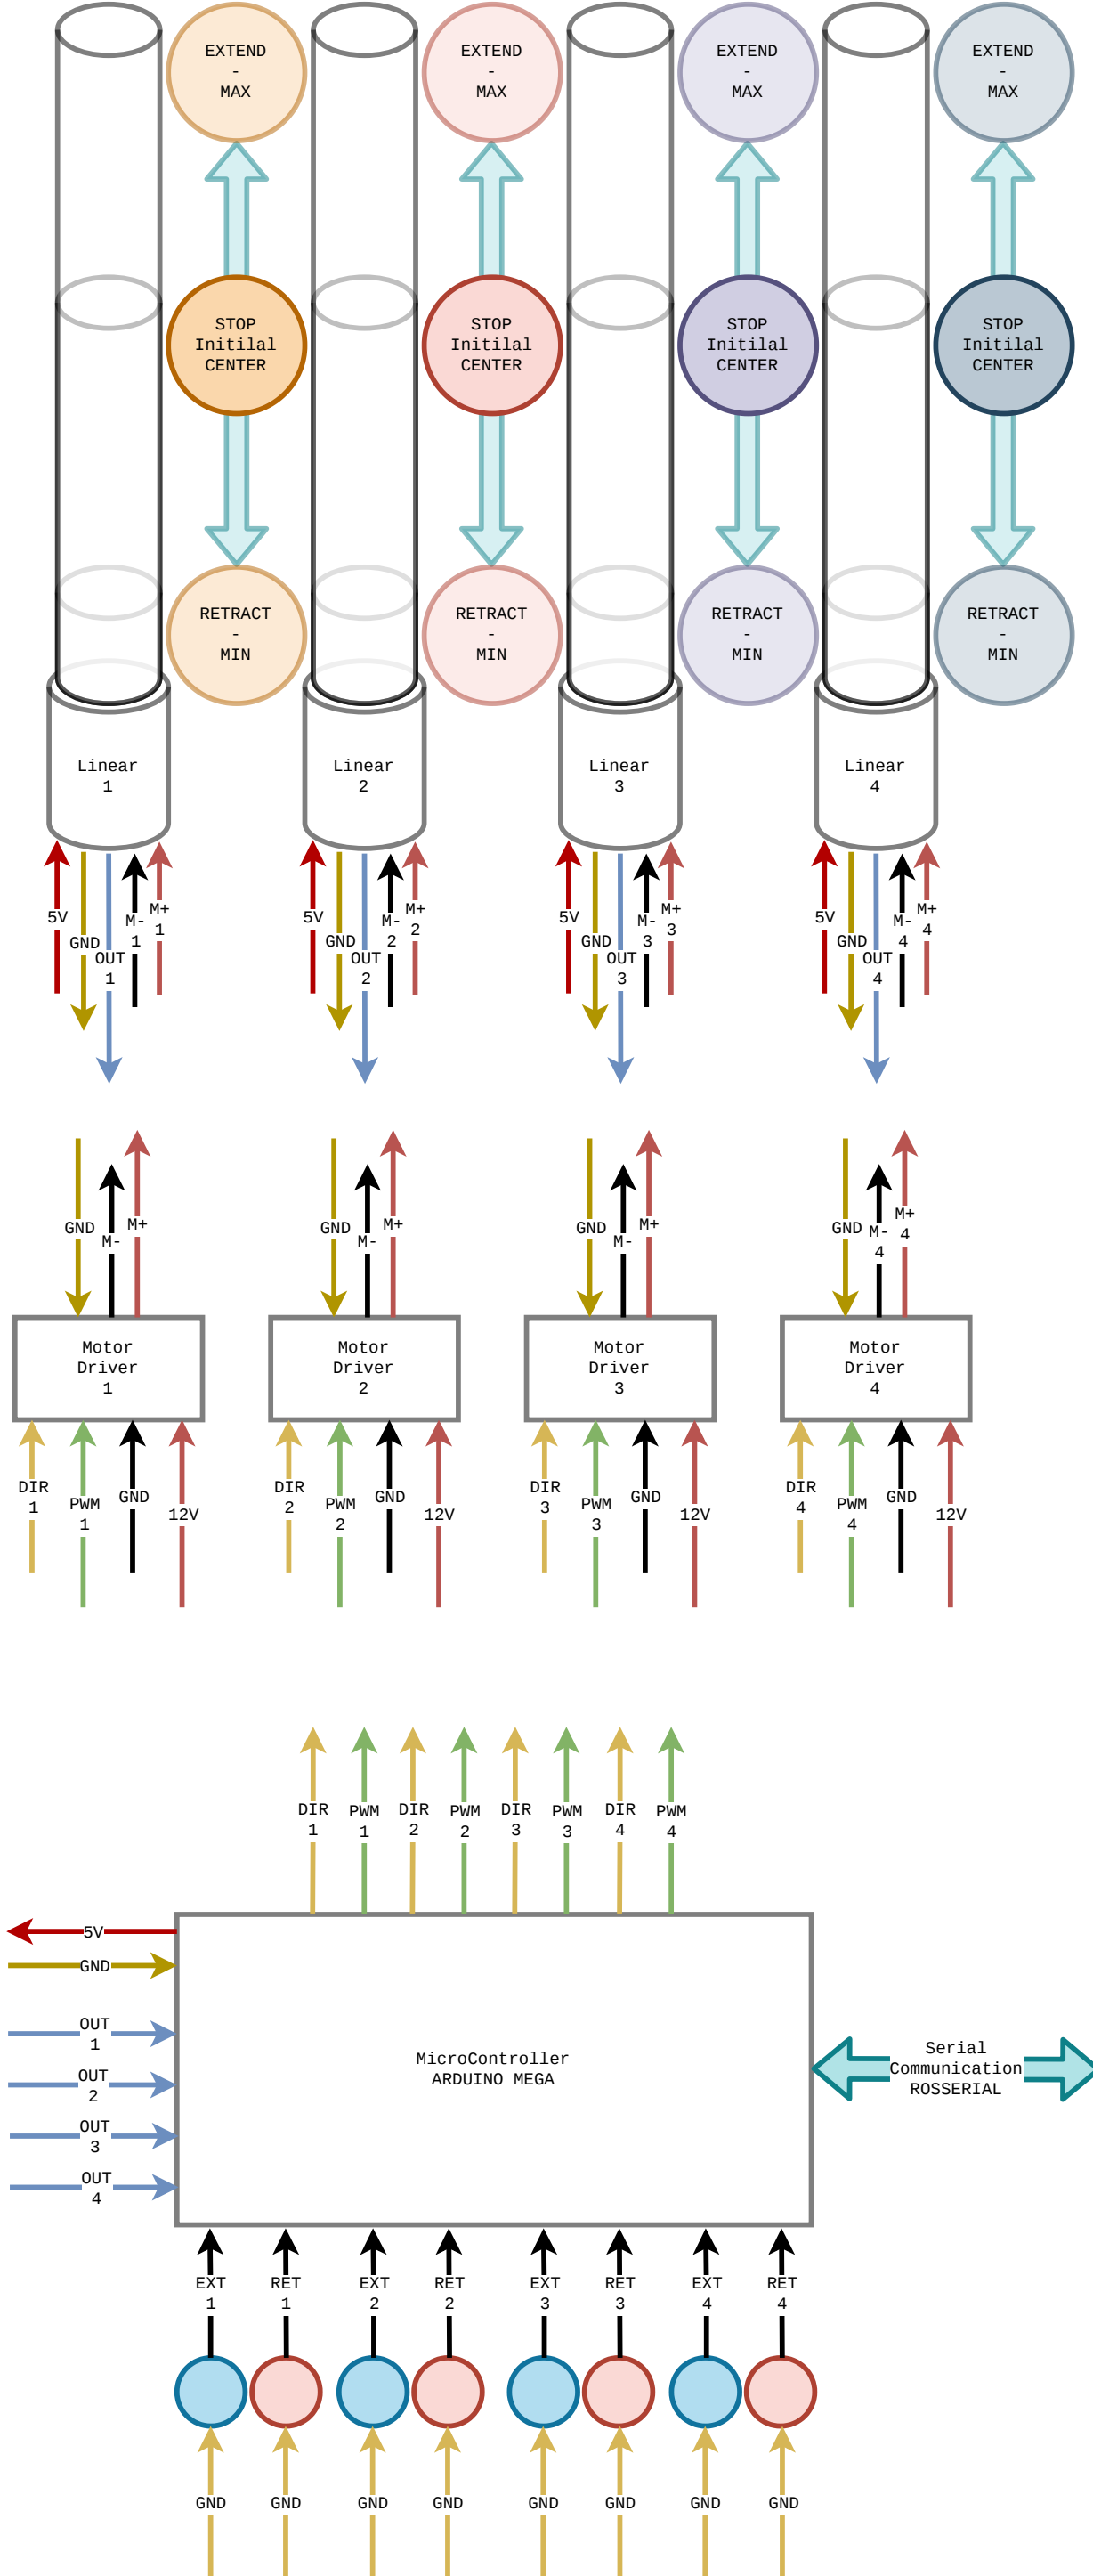 EXTEND
-
MAX
EXTEND
-
MAX
EXTEND
-
MAX
EXTEND
-
MAX
STOP
Initilal
CENTER
STOP
Initilal
CENTER
STOP
Initilal
CENTER
STOP
Initilal
CENTER
RETRACT
-
MIN
RETRACT
-
MIN
RETRACT
-
MIN
RETRACT
-
MIN
Linear
1
Linear
2
Linear
3
Linear
4
5V
GND
OUT
1
M-
1
M+
1
5V
GND
OUT
2
M-
2
M+
2
5V
GND
OUT
3
M-
3
M+
3
5V
GND
OUT
4
M-
4
M+
4
GND
M-
M+
GND
M-
M+
GND
M-
M+
GND
M-
4
M+
4
Motor
Driver
1
Motor
Driver
2
Motor
Driver
3
Motor
Driver
4
DIR
1
PWM
1
GND
12V
DIR
2
PWM
2
GND
12V
DIR
3
PWM
3
GND
12V
DIR
4
PWM
4
GND
12V
DIR
1
PWM
1
DIR
2
PWM
2
DIR
3
PWM
3
DIR
4
PWM
4
5V
GND
OUT
1
OUT
2
OUT
3
OUT
4
MicroController
ARDUINO MEGA
Serial
Communication
ROSSERIAL
EXT
1
RET
1
EXT
2
RET
2
EXT
3
RET
3
EXT
4
RET
4
GND
GND
GND
GND
GND
GND
GND
GND